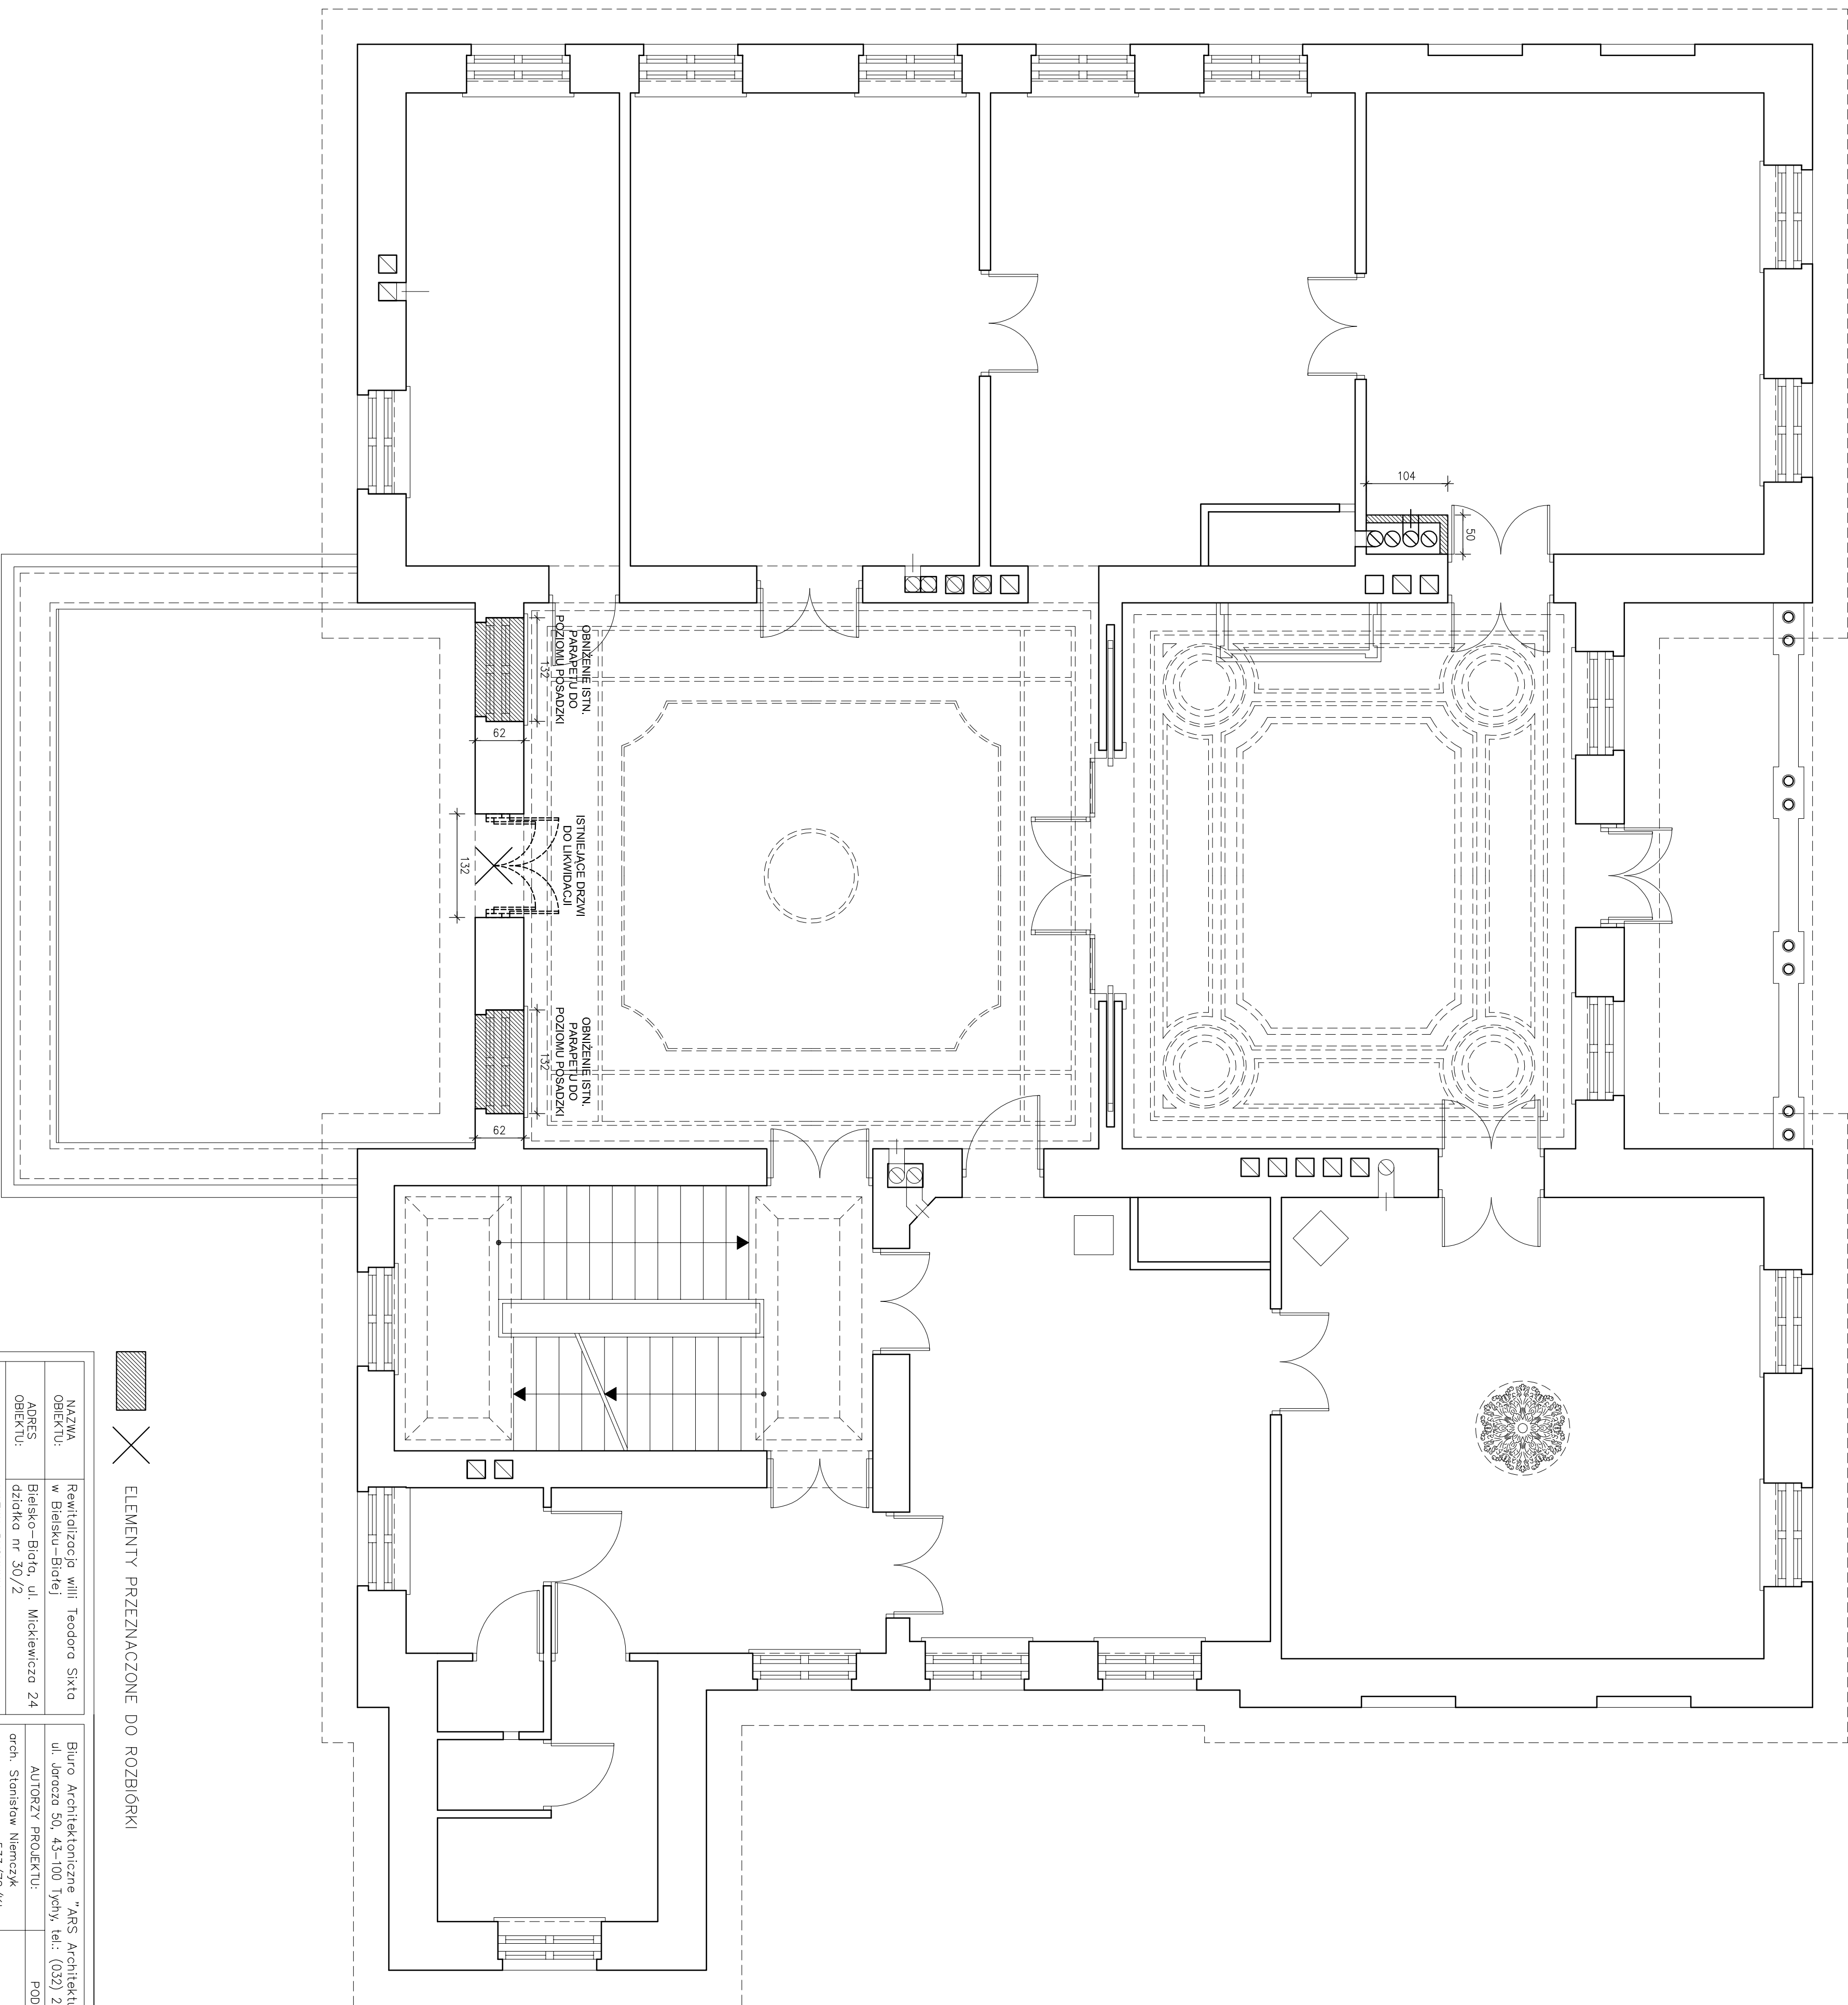 104
50
OBNIŻENIE ISTN.
PARAPETU DO
POZIOMU POSADZKI
132
62
ISTNIEJĄCE DRZWI
DO LIKWIDACJI
132
OBNIŻENIE ISTN.
PARAPETU DO
POZIOMU POSADZKI
132
62
ELEMENTY PRZEZNACZONE DO ROZBIÓRKI
NAZWA
OBIEKTU:
Rewitalizacja willi Teodora Sixta
w Bielsku–Białej
ADRES
OBIEKTU:
Bielsko–Biała, ul. Mickiewicza 24
działka nr 30/2
Biuro Architektoniczne "ARS
ul. Jaracza 50, 43–100 Tychy, tel.: (032) 2
AUTORZY PROJEKTU:
POD
arch. Stanisław Niemczyk